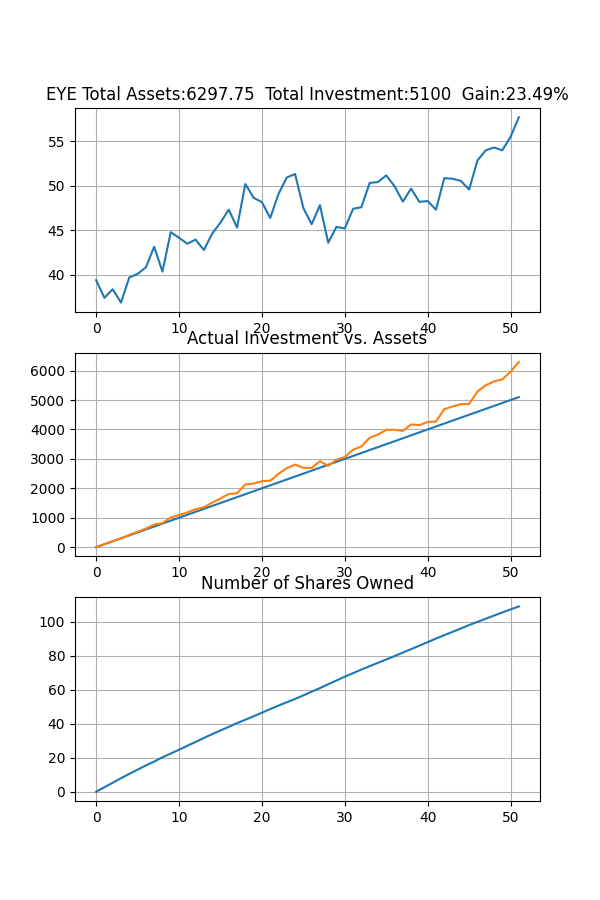 EYE Total Assets:6297.75  Total Investment:5100  Gain:23.49%
55
50
45
40
0 10 20 30 40 50
Actual Investment vs. Assets
6000
5000
4000
3000
2000
1000
0
0 10 20 30 40 50
Number of Shares Owned
100
80
60
40
20
0
0 10 20 30 40 50